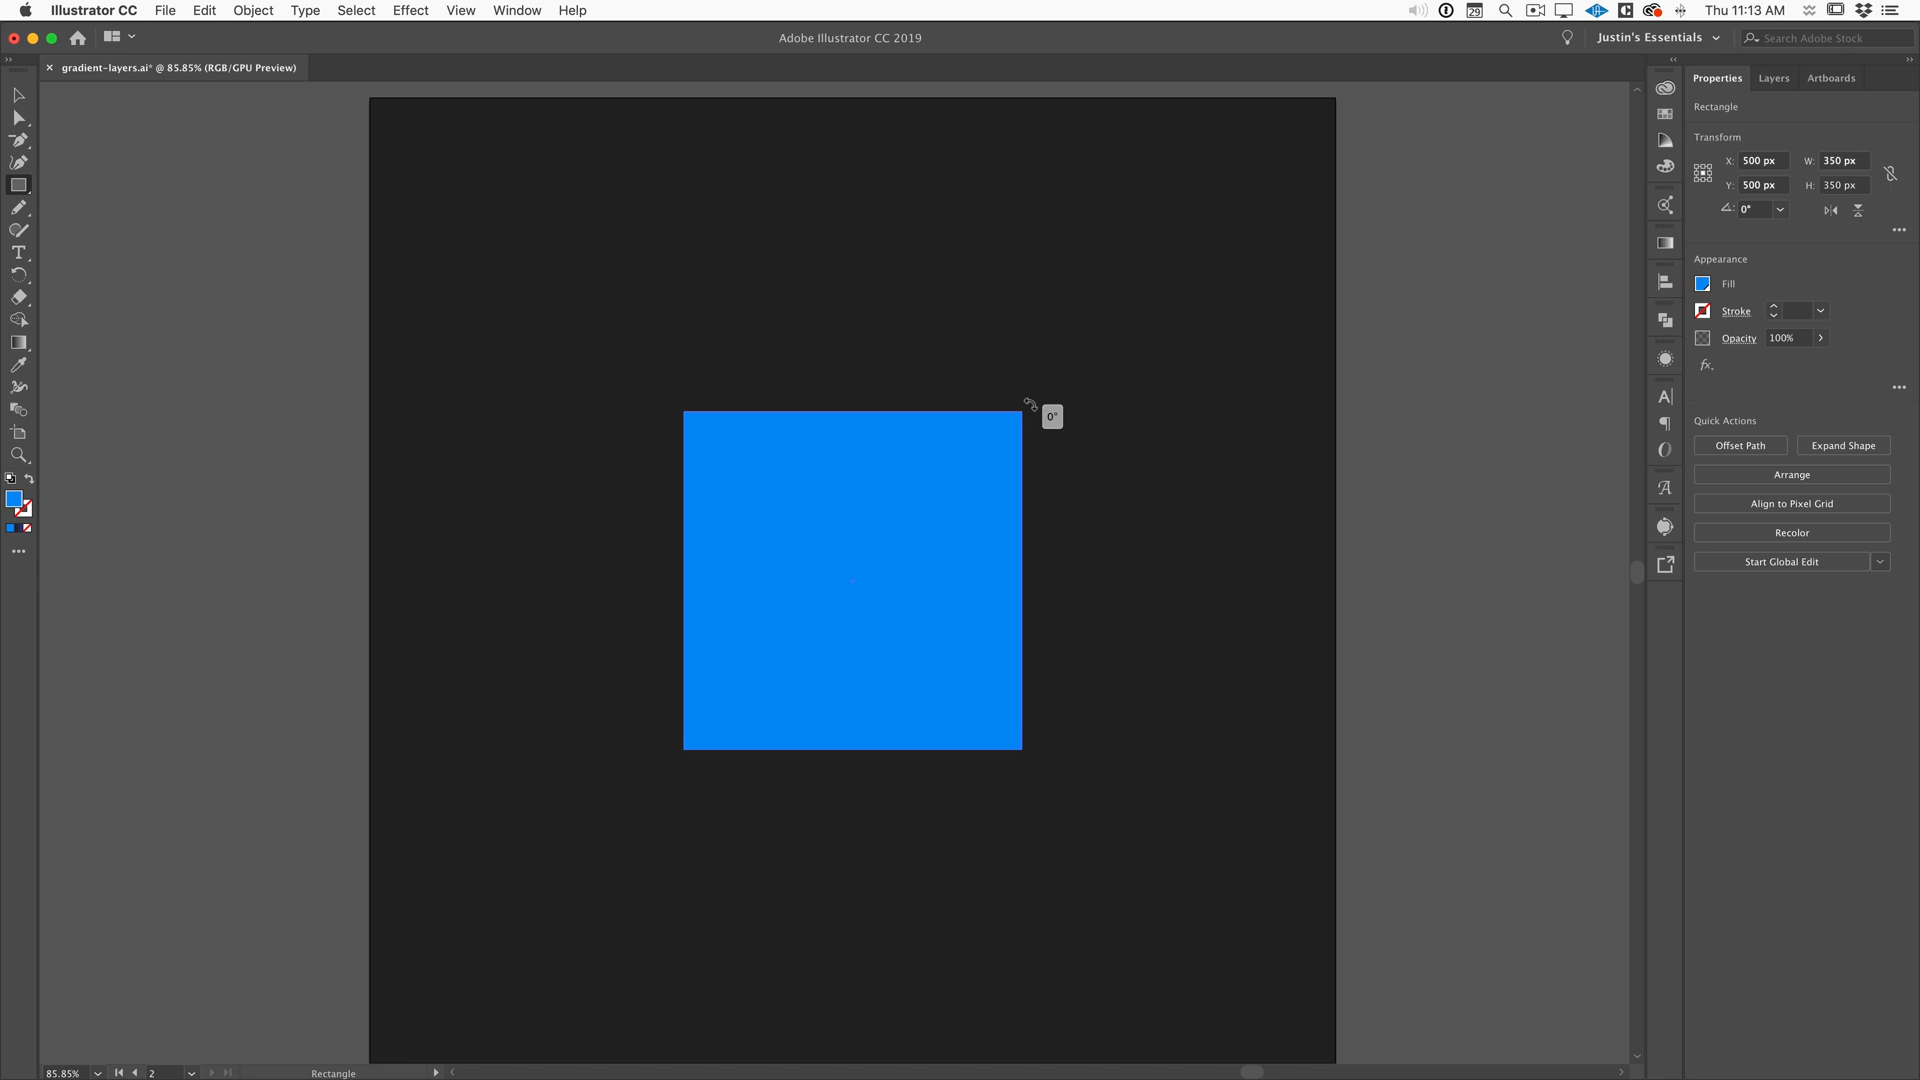 Illustrator CC File Edit Object Type Select Effect View Window Help
29
Thu 11:13 AM
Adobe Illustrator CC 2019
Justin's Essentials
Search Adobe Stock
gradient-layers.ai* @ 85.85% (RGB/GPU Preview)
Properties Layers Artboards
Rectangle
Transform
X: 500 px W: 350 px
Y: 500 px H: 350 px
0°
Appearance
Fill
Stroke
Opacity 100%
fx.
0°
Quick Actions
Offset Path Expand Shape
Arrange
Align to Pixel Grid
Recolor
Start Global Edit
85.85% 2 Rectangle